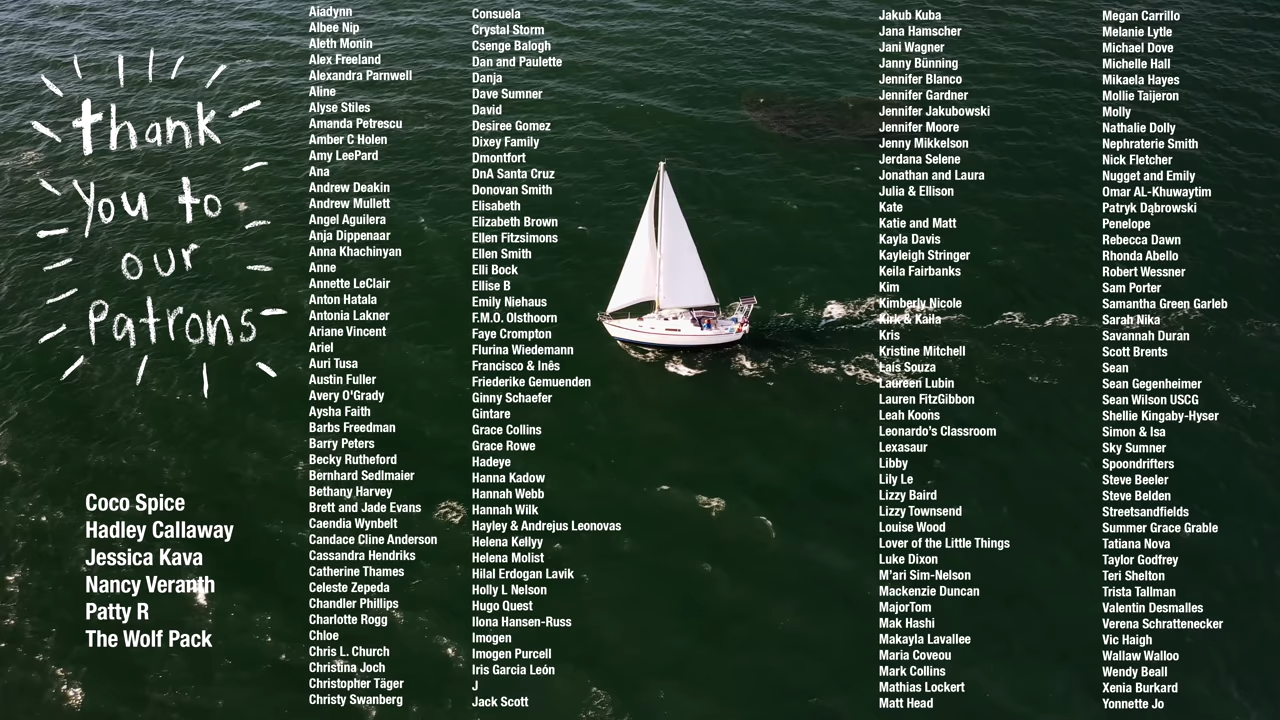 thank
you to
our
Patrons
Coco Spice
Hadley Callaway
Jessica Kava
Nancy Veranth
Patty R
The Wolf Pack
Aiadynn
Albee Nip
Aleth Monin
Alex Freeland
Alexandra Parnwell
Aline
Alyse Stiles
Amanda Petrescu
Amber C Holen
Amy LeePard
Ana
Andrew Deakin
Andrew Mullett
Angel Aguilera
Anja Dippenaar
Anna Khachinyan
Anne
Annette LeClair
Anton Hatala
Antonia Lakner
Ariane Vincent
Ariel
Auri Tusa
Austin Fuller
Avery O'Grady
Aysha Faith
Barbs Freedman
Barry Peters
Becky Rutheford
Bernhard Sedlmaier
Bethany Harvey
Brett and Jade Evans
Caendia Wynbelt
Candace Cline Anderson
Cassandra Hendriks
Catherine Thames
Celeste Zepeda
Chandler Phillips
Charlotte Rogg
Chloe
Chris L. Church
Christina Joch
Christopher Täger
Christy Swanberg
Consuela
Crystal Storm
Csenge Balogh
Dan and Paulette
Danja
Dave Sumner
David
Desiree Gomez
Dixey Family
Dmontfort
DnA Santa Cruz
Donovan Smith
Elisabeth
Elizabeth Brown
Ellen Fitzsimons
Ellen Smith
Elli Bock
Ellise B
Emily Niehaus
F.M.O. Olsthoorn
Faye Crompton
Flurina Wiedemann
Francisco & Inês
Friederike Gemuenden
Ginny Schaefer
Gintare
Grace Collins
Grace Rowe
Hadeye
Hanna Kadow
Hannah Webb
Hannah Wilk
Hayley & Andrejus Leonovas
Helena Kellyy
Helena Molist
Hilal Erdogan Lavik
Holly L Nelson
Hugo Quest
Ilona Hansen-Russ
Imogen
Imogen Purcell
Iris Garcia León
J
Jack Scott
Jakub Kuba
Jana Hamscher
Jani Wagner
Janny Bünning
Jennifer Blanco
Jennifer Gardner
Jennifer Jakubowski
Jennifer Moore
Jenny Mikkelson
Jerdana Selene
Jonathan and Laura
Julia & Ellison
Kate
Katie and Matt
Kayla Davis
Kayleigh Stringer
Keila Fairbanks
Kim
Kimberly Nicole
Kirk & Kaila
Kris
Kristine Mitchell
Laís Souza
Laureen Lubin
Lauren FitzGibbon
Leah Koons
Leonardo's Classroom
Lexasaur
Libby
Lily Le
Lizzy Baird
Lizzy Townsend
Louise Wood
Lover of the Little Things
Luke Dixon
M'ari Sim-Nelson
Mackenzie Duncan
MajorTom
Mak Hashi
Makayla Lavallee
Maria Coveou
Mark Collins
Mathias Lockert
Matt Head
Megan Carrillo
Melanie Lytle
Michael Dove
Michelle Hall
Mikaela Hayes
Mollie Taijeron
Molly
Nathalie Dolly
Nephraterie Smith
Nick Fletcher
Nugget and Emily
Omar AL-Khuwaytim
Patryk Dąbrowski
Penelope
Rebecca Dawn
Rhonda Abello
Robert Wessner
Sam Porter
Samantha Green Garleb
Sarah Nika
Savannah Duran
Scott Brents
Sean
Sean Gegenheimer
Sean Wilson USCG
Shellie Kingaby-Hyser
Simon & Isa
Sky Sumner
Spoondrifters
Steve Beeler
Steve Belden
Streetsandfields
Summer Grace Grable
Tatiana Nova
Taylor Godfrey
Teri Shelton
Trista Tallman
Valentin Desmalles
Verena Schrattenecker
Vic Haigh
Wallaw Walloo
Wendy Beall
Xenia Burkard
Yonnette Jo